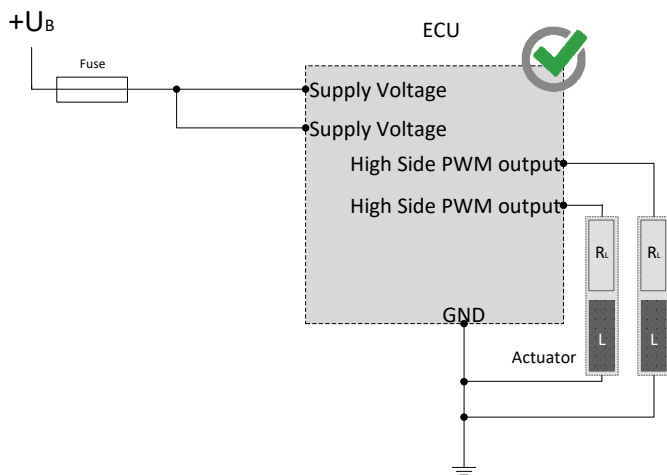 +UB
ECU
Fuse
Supply Voltage
Supply Voltage
High Side PWM output
High Side PWM output
RL
RL
GND
Actuator
L
L